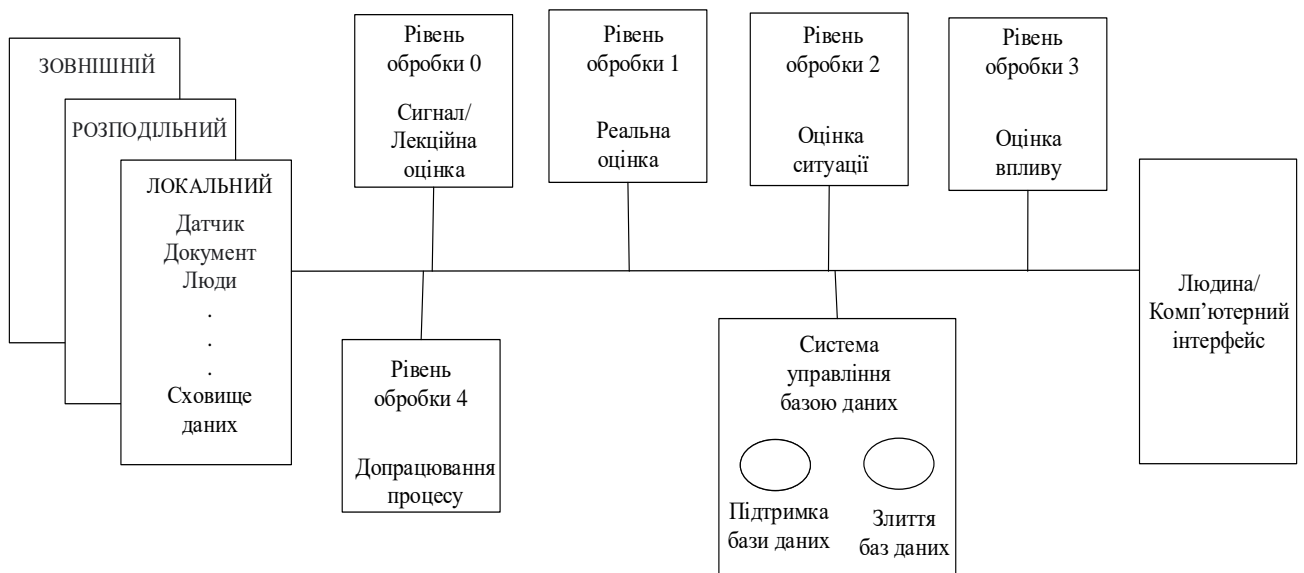 ЗОВНІШНІЙ
РОЗПОДІЛЬНИЙ
ЛОКАЛЬНИЙ
Датчик
Документ
Люди
.
.
.
Сховище
даних
Рівень
обробки 0
Сигнал/
Лекційна
оцінка
Рівень
обробки 1
Реальна
оцінка
Рівень
обробки 2
Оцінка
ситуації
Рівень
обробки 3
Оцінка
впливу
Рівень
обробки 4
Допрацювання
процесу
Система
управління
базою даних
Підтримка
бази даних
Злиття
баз даних
Людина/
Комп’ютерний
інтерфейс